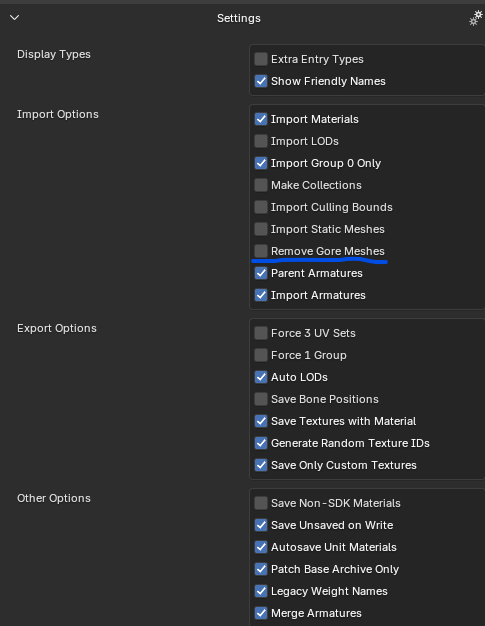 Settings
Display Types
Extra Entry Types
Show Friendly Names
Import Options
Import Materials
Import LODs
Import Group 0 Only
Make Collections
Import Culling Bounds
Import Static Meshes
Remove Gore Meshes
Parent Armatures
Import Armatures
Export Options
Force 3 UV Sets
Force 1 Group
Auto LODs
Save Bone Positions
Save Textures with Material
Generate Random Texture IDs
Save Only Custom Textures
Other Options
Save Non-SDK Materials
Save Unsaved on Write
Autosave Unit Materials
Patch Base Archive Only
Legacy Weight Names
Merge Armatures